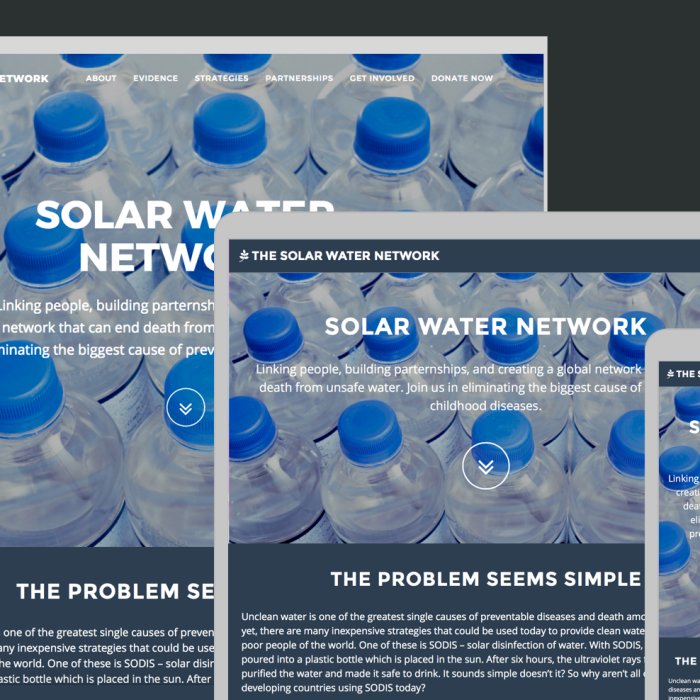 ETWORK
ABOUT EVIDENCE STRATEGIES PARTNERSHIPS GET INVOLVED DONATE NOW
SOLAR WATER
NETWO
Linking people, building parternsh
network that can end death from
minating the biggest cause of prev
THE PROBLEM SE
one of the greatest single causes of preven
any inexpensive strategies that could be use
he world. One of these is SODIS – solar disin
astic bottle which is placed in the sun. After
THE SOLAR WATER NETWORK
SOLAR WATER NETWORK
Linking people, building parternships, and creating a global network
death from unsafe water. Join us in eliminating the biggest cause of
childhood diseases.
THE PROBLEM SEEMS SIMPLE
Unclean water is one of the greatest single causes of preventable diseases and death amo
yet, there are many inexpensive strategies that could be used today to provide clean wate
poor people of the world. One of these is SODIS – solar disinfection of water. With SODIS,
poured into a plastic bottle which is placed in the sun. After six hours, the ultraviolet rays
purified the water and made it safe to drink. It sounds simple doesn't it? So why aren't all
developing countries using SODIS today?
THE S
S
Linking
creati
deat
eli
pre
THE
Unclean wa
diseases an
inexpensive